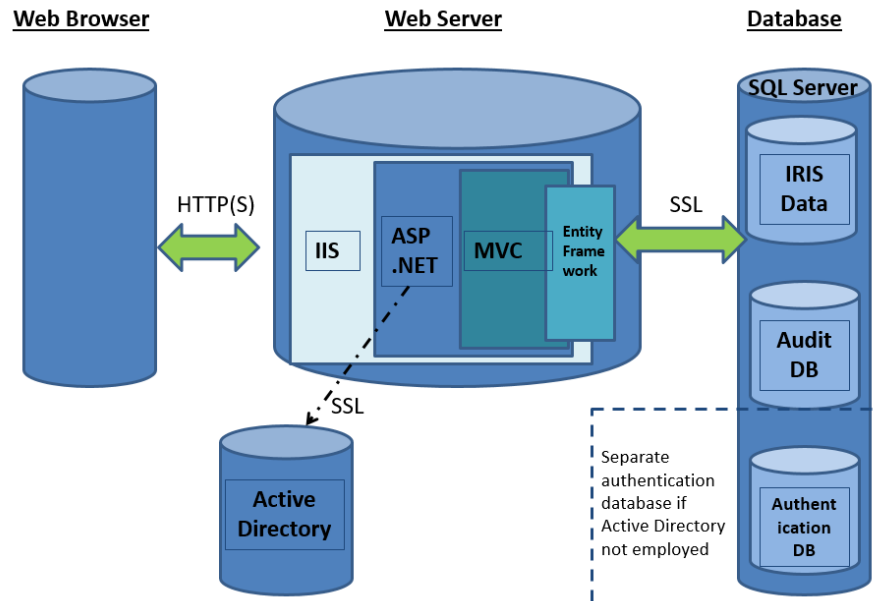 Web Browser
Web Server
Database
SQL Server
IRIS
Data
HTTP(S)
SSL
IIS
ASP
.NET
MVC
Entity
Frame
work
Audit
DB
SSL
Active
Directory
Separate
authentication
database if
Active Directory
not employed
Authent
ication
DB